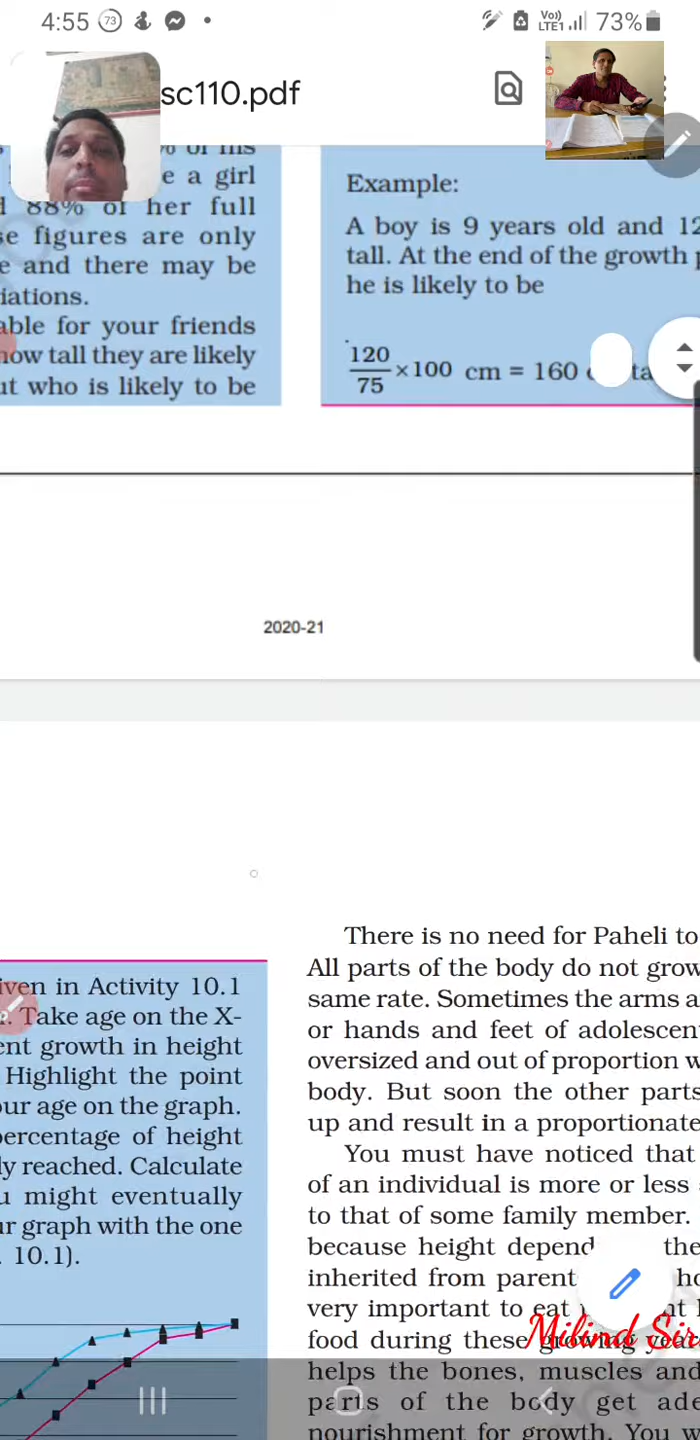 4:55 73 Vo) LTE1 73%
sc110.pdf
e a girl
88% of her full
se figures are only
e and there may be
iations.
able for your friends
now tall they are likely
ut who is likely to be
Example:
A boy is 9 years old and 12
tall. At the end of the growth
he is likely to be
120/75 ×100 cm = 160
2020-21
iven in Activity 10.1
Take age on the X-
ent growth in height
Highlight the point
our age on the graph.
percentage of height
ly reached. Calculate
u might eventually
ur graph with the one
10.1).
There is no need for Paheli to
All parts of the body do not grow
same rate. Sometimes the arms a
or hands and feet of adolescen
oversized and out of proportion w
body. But soon the other parts
up and result in a proportionate
You must have noticed that
of an individual is more or less
to that of some family member.
because height depend the
inherited from parent ho
very important to eat
food during these growing year
Milind Sir
helps the bones, muscles and
parts of the body get ade
nourishment for growth. You w